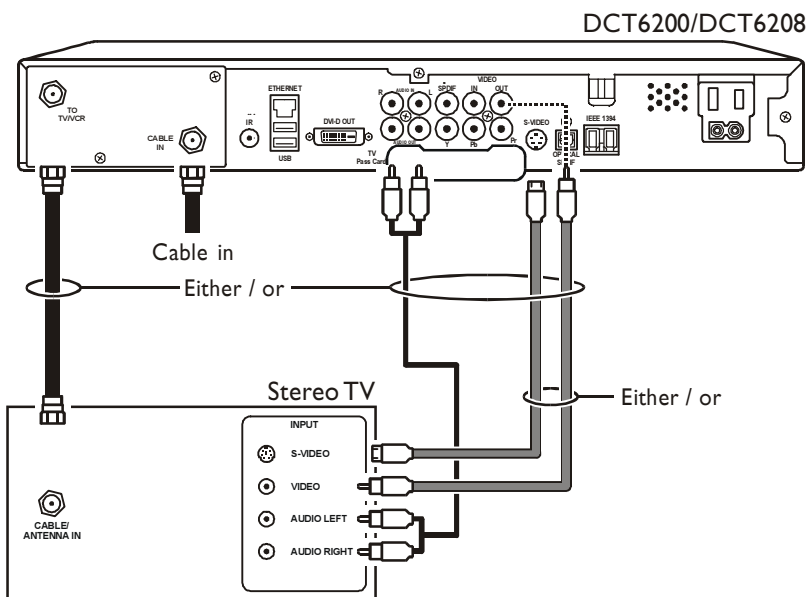 DCT6200/DCT6208
TO
TV/VCR
CABLE
IN
IR
ETHERNET
USB
DVI-D OUT
R
AUDIO IN
L
SPDIF
VIDEO
IN
OUT
TV
Pass Card
AUDIO OUT
Y
Pb
Pr
S-VIDEO
IEEE 1394
Cable in
Either / or
Either / or
Stereo TV
INPUT
S-VIDEO
VIDEO
AUDIO LEFT
AUDIO RIGHT
CABLE/
ANTENNA IN